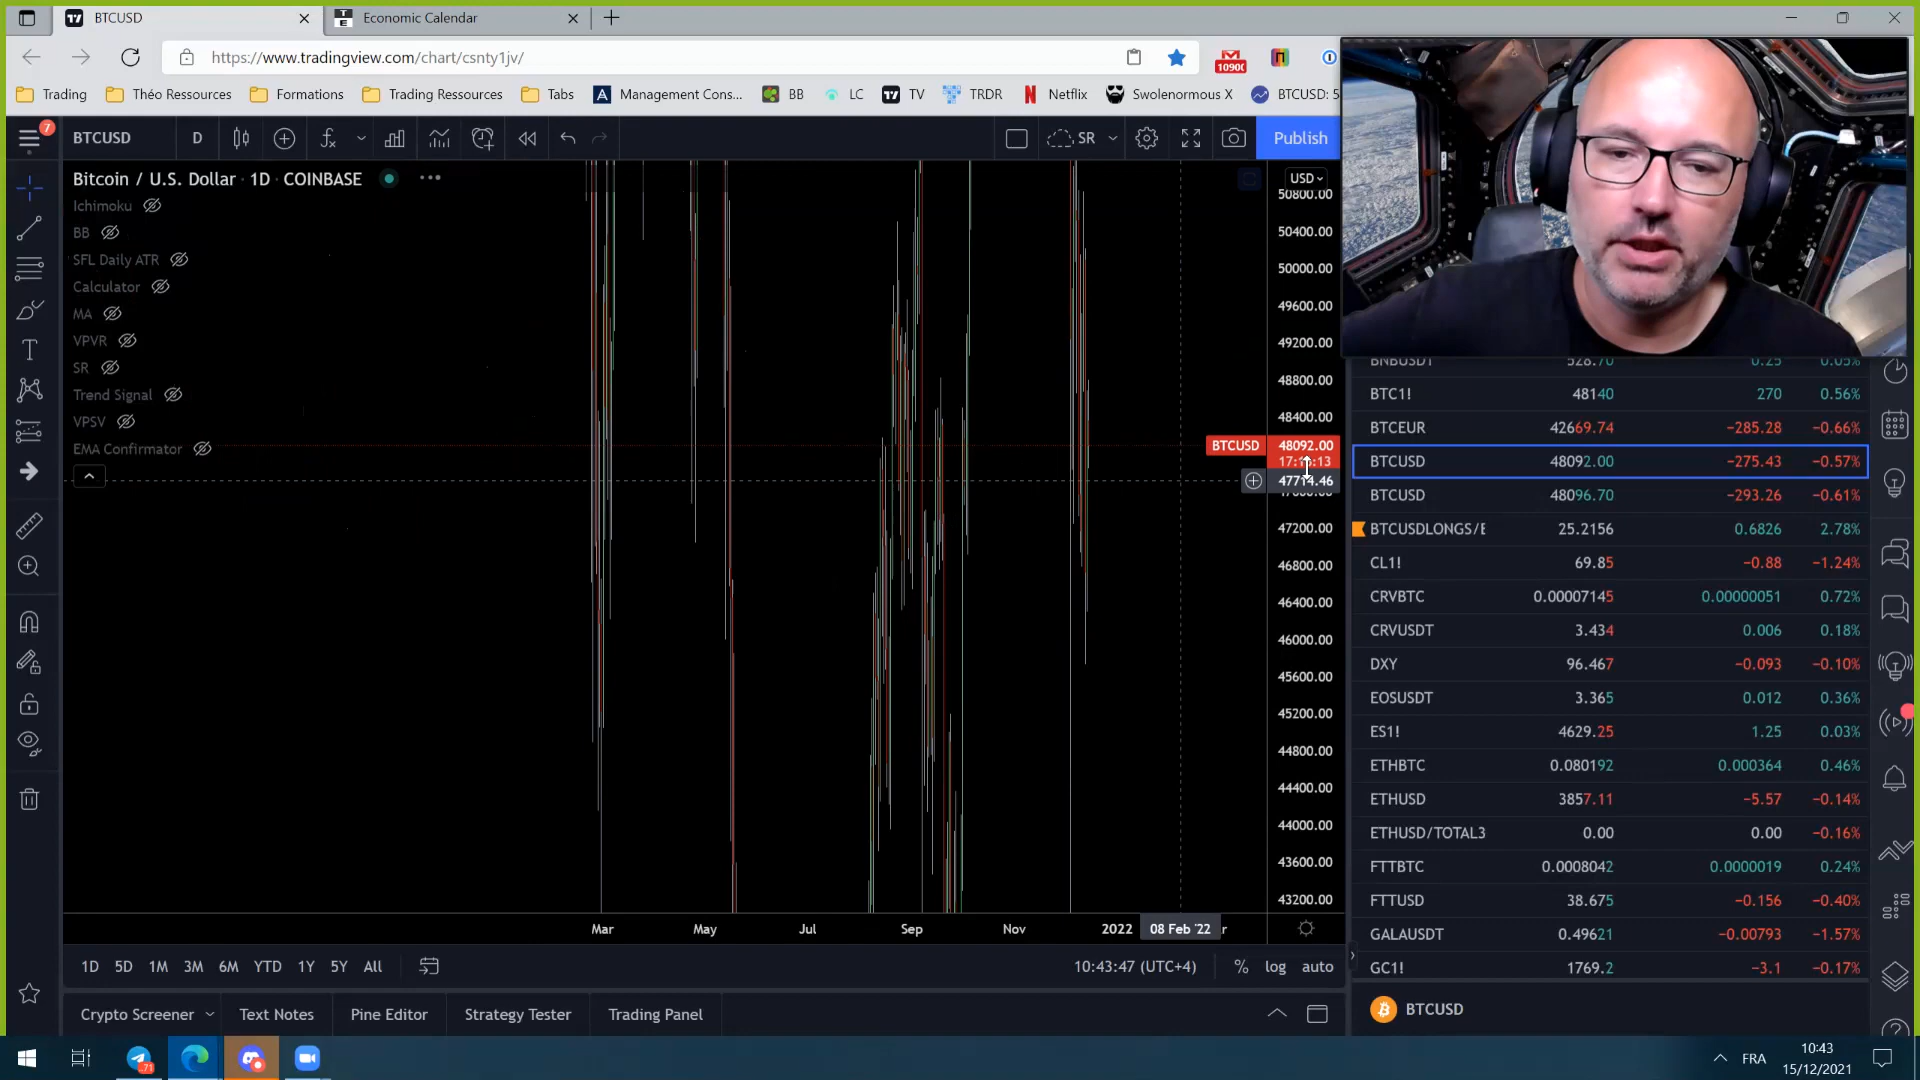 BTCUSD
Economic Calendar
https://www.tradingview.com/chart/csnty1jv/
Trading
Théo Ressources
Formations
Trading Ressources
Tabs
Management Cons...
BB
LC
TV
TRDR
Netflix
Swolenormous X
BTCUSD: 5
7
BTCUSD
D
SR
Publish
Bitcoin / U.S. Dollar · 1D · COINBASE
Ichimoku
BB
SFL Daily ATR
Calculator
MA
VPVR
SR
Trend Signal
VPSV
EMA Confirmator
USD
50800.00
50400.00
50000.00
49600.00
49200.00
48800.00
48400.00
BTCUSD 48092.00
47714.46
47200.00
46800.00
46400.00
46000.00
45600.00
45200.00
44800.00
44400.00
44000.00
43600.00
43200.00
Mar May Jul Sep Nov 2022 08 Feb '22
1D 5D 1M 3M 6M YTD 1Y 5Y All
10:43:47 (UTC+4) % log auto
Crypto Screener Text Notes Pine Editor Strategy Tester Trading Panel
BNBUSDT 528.70 0.25 0.05%
BTC1! 48140 270 0.56%
BTCEUR 42669.74 −285.28 −0.66%
BTCUSD 48092.00 −275.43 −0.57%
BTCUSD 48096.70 −293.26 −0.61%
BTCUSDLONGS/E 25.2156 0.6826 2.78%
CL1! 69.85 −0.88 −1.24%
CRVBTC 0.00007145 0.00000051 0.72%
CRVUSDT 3.434 0.006 0.18%
DXY 96.467 −0.093 −0.10%
EOSUSDT 3.365 0.012 0.36%
ES1! 4629.25 1.25 0.03%
ETHBTC 0.080192 0.000364 0.46%
ETHUSD 3857.11 −5.57 −0.14%
ETHUSD/TOTAL3 0.00 0.00 −0.16%
FTTBTC 0.0008042 0.0000019 0.24%
FTTUSD 38.675 −0.156 −0.40%
GALAUSDT 0.49621 −0.00793 −1.57%
GC1! 1769.2 −3.1 −0.17%
BTCUSD
FRA
10:43
15/12/2021